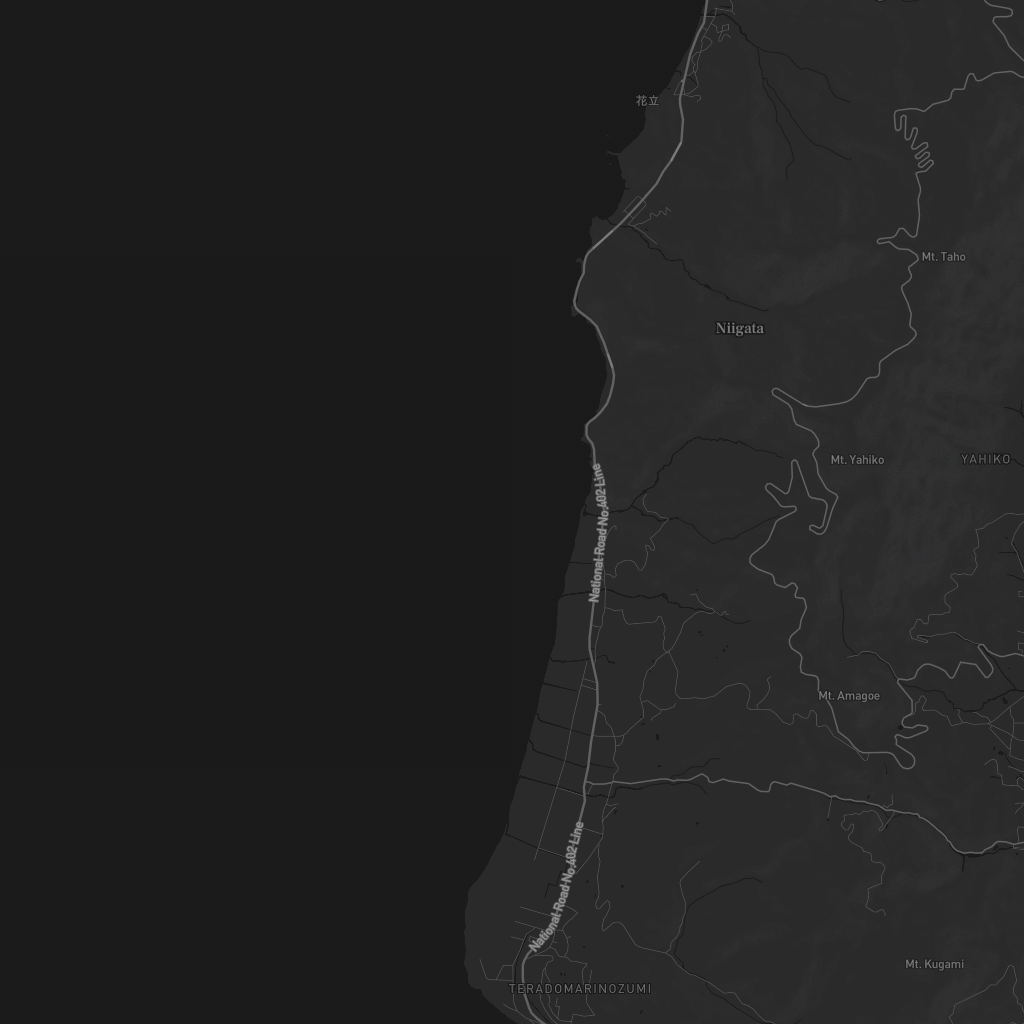 花立
Mt. Taho
Niigata
Mt. Yahiko
YAHIKO
National Road No.402 Line
Mt. Amagoe
National Road No.402 Line
Mt. Kugami
TERADOMARINOZUMI